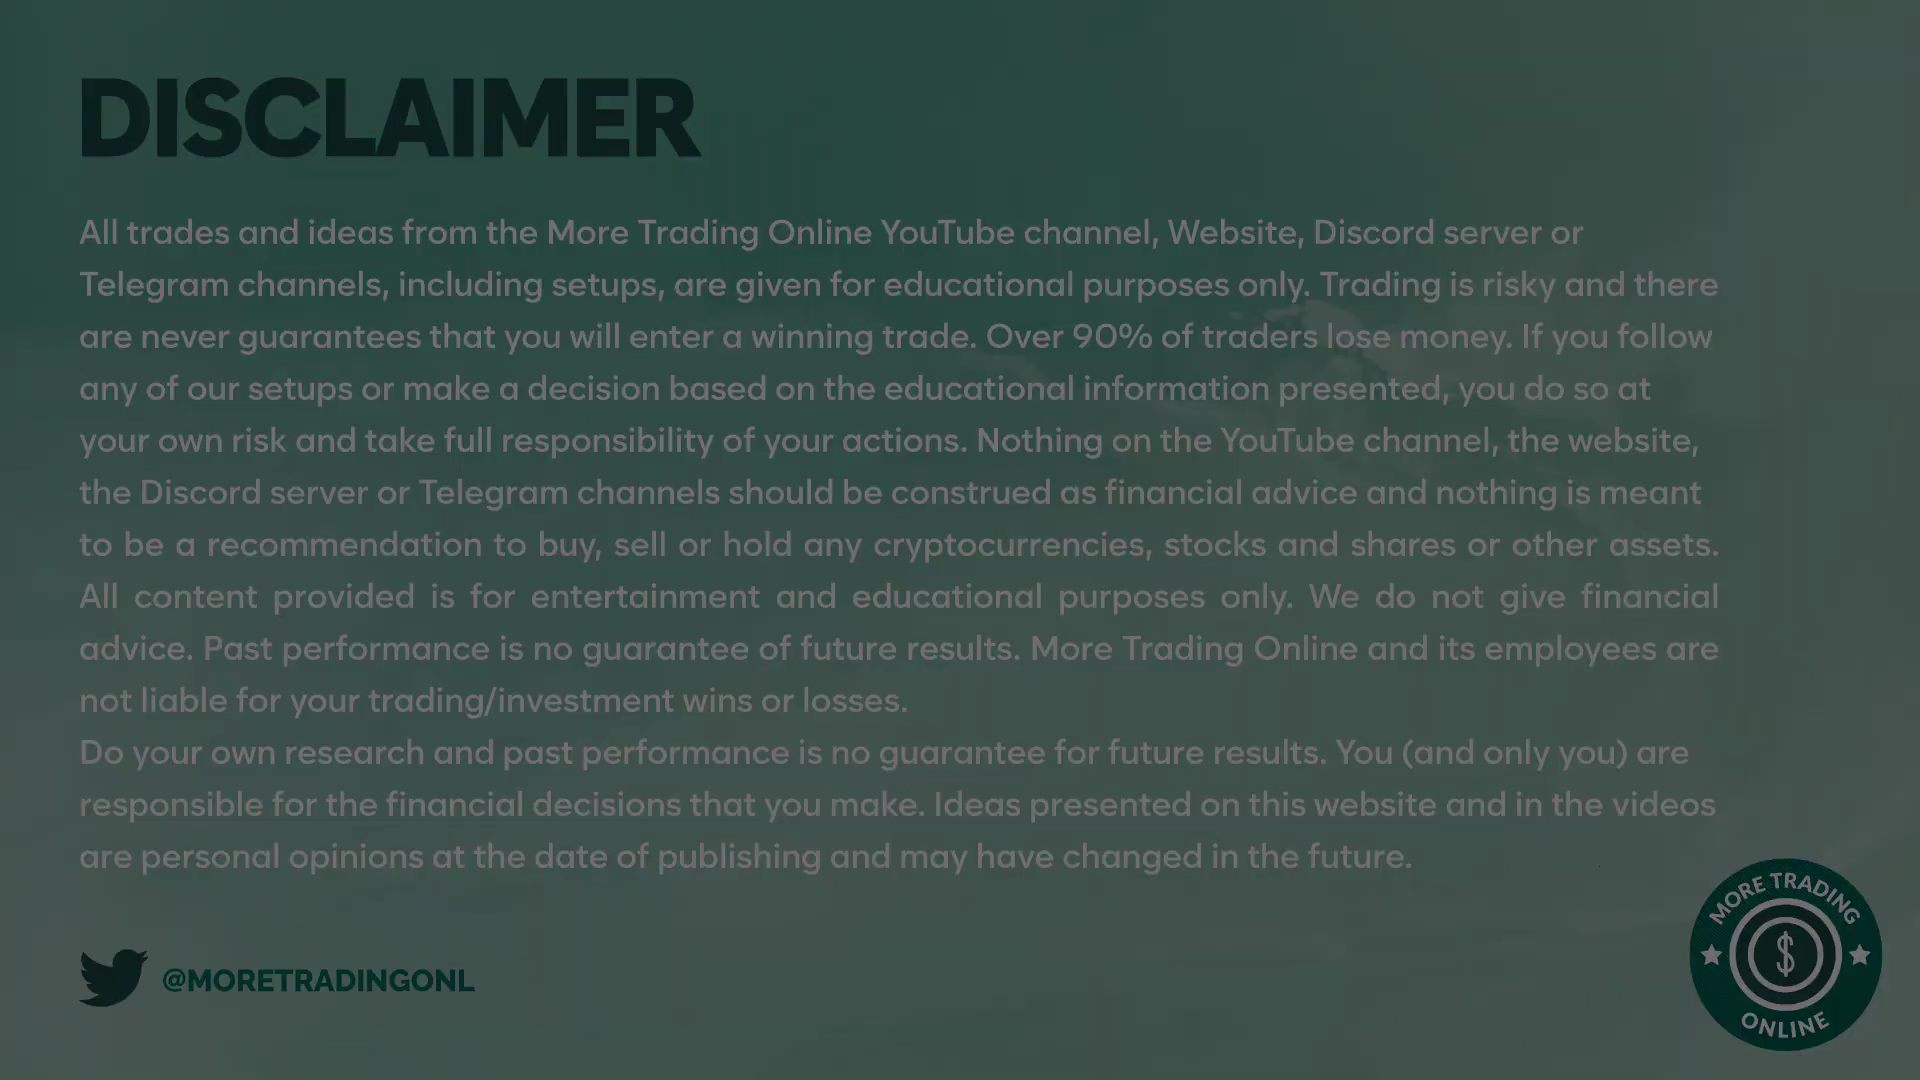 DISCLAIMER
All trades and ideas from the More Trading Online YouTube channel, Website, Discord server or
Telegram channels, including setups, are given for educational purposes only. Trading is risky and there
are never guarantees that you will enter a winning trade. Over 90% of traders lose money. If you follow
any of our setups or make a decision based on the educational information presented, you do so at
your own risk and take full responsibility of your actions. Nothing on the YouTube channel, the website,
the Discord server or Telegram channels should be construed as financial advice and nothing is meant
to be a recommendation to buy, sell or hold any cryptocurrencies, stocks and shares or other assets.
All content provided is for entertainment and educational purposes only. We do not give financial
advice. Past performance is no guarantee of future results. More Trading Online and its employees are
not liable for your trading/investment wins or losses.
Do your own research and past performance is no guarantee for future results. You (and only you) are
responsible for the financial decisions that you make. Ideas presented on this website and in the videos
are personal opinions at the date of publishing and may have changed in the future.
@MORETRADINGONL
MORE TRADING
$
ONLINE